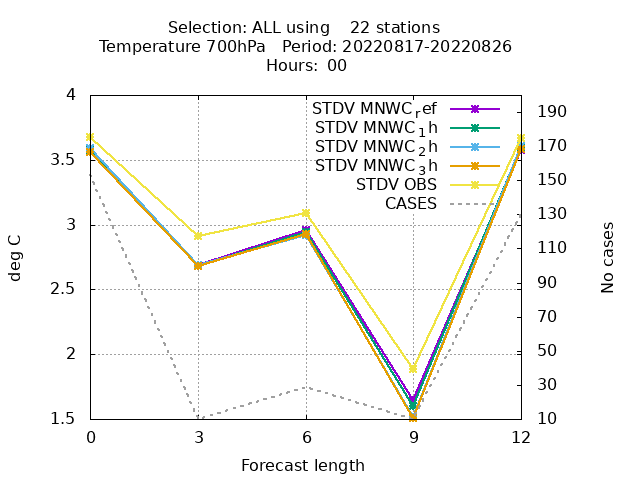 Selection: ALL using    22 stations
Temperature 700hPa   Period: 20220817-20220826
Hours: 00
STDV MNWCref
STDV MNWC1h
STDV MNWC2h
STDV MNWC3h
STDV OBS
CASES
4
3.5
3
2.5
2
1.5
deg C
190
170
150
130
110
90
70
50
30
10
No cases
0 3 6 9 12
Forecast length